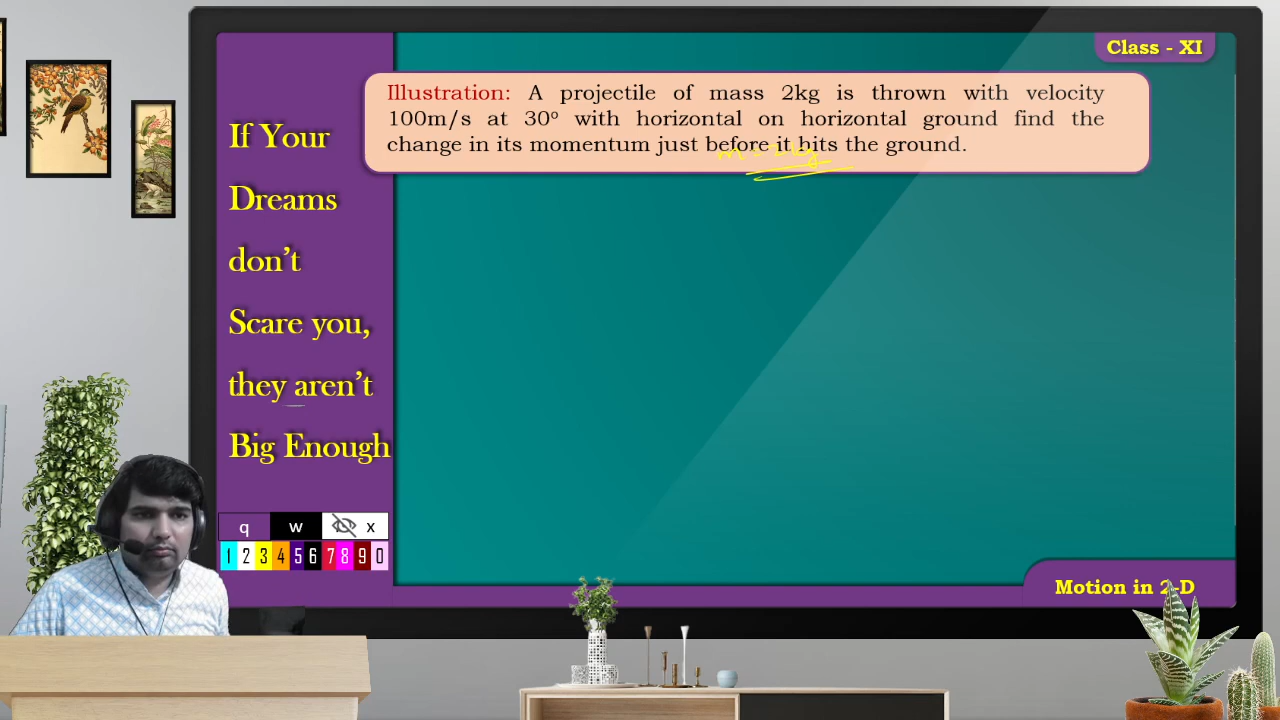 Class - XI
Illustration: A projectile of mass 2kg is thrown with velocity
100m/s at 30° with horizontal on horizontal ground find the
change in its momentum just before it hits the ground.
m = 2 kg
If Your
Dreams
don't
Scare you,
they aren't
Big Enough
q w x
1 2 3 4 5 6 7 8 9 0
Motion in 2-D